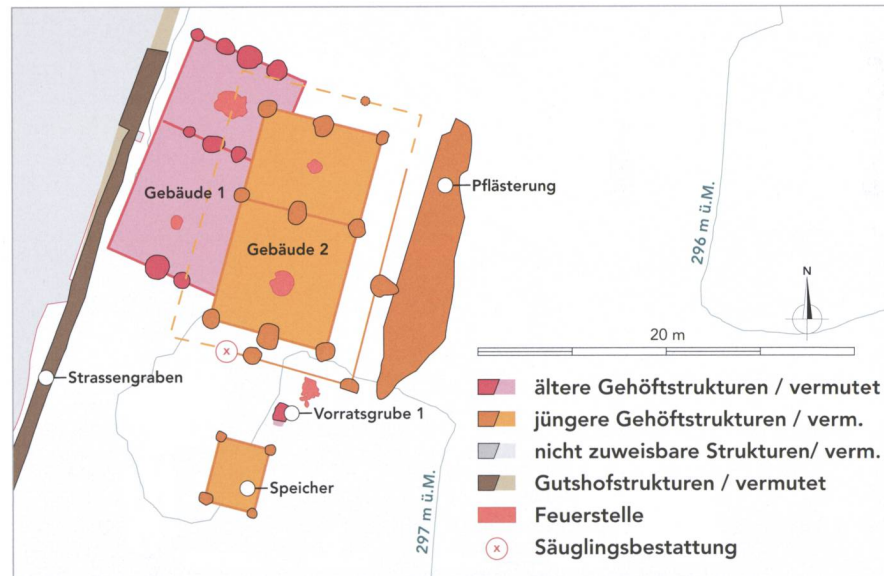 Gebäude 1
Gebäude 2
Pflästerung
296 m ü.M.
N
20 m
Strassengraben
Vorratsgrube 1
Speicher
297 m ü.M.
x
ältere Gehöftstrukturen / vermutet
jüngere Gehöftstrukturen / verm.
nicht zuweisbare Strukturen/ verm.
Gutshofstrukturen / vermutet
Feuerstelle
x Säuglingsbestattung